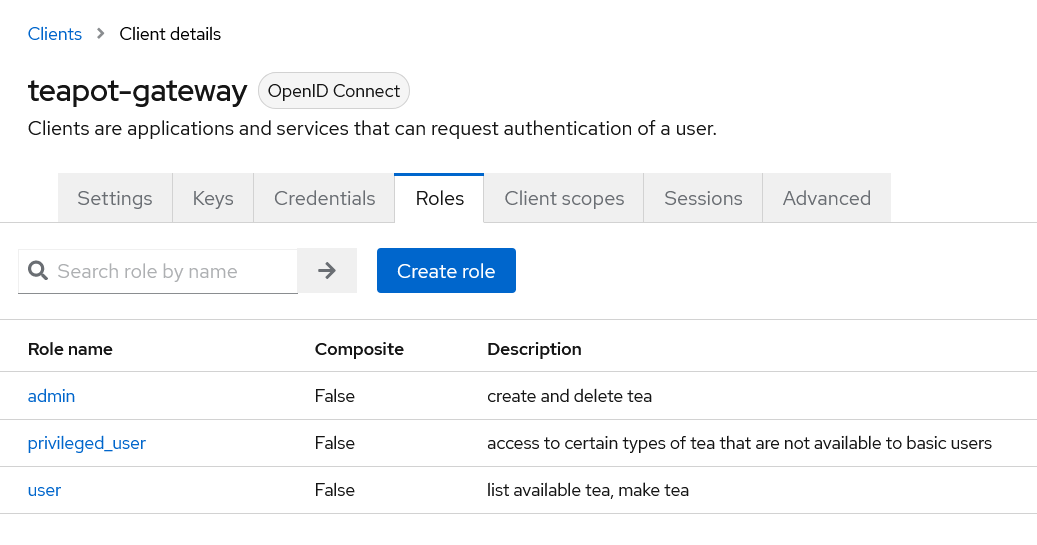 Clients > Client details
teapot-gateway OpenID Connect
Clients are applications and services that can request authentication of a user.
Settings Keys Credentials Roles Client scopes Sessions Advanced
Search role by name → Create role
Role name Composite Description
admin False create and delete tea
privileged_user False access to certain types of tea that are not available to basic users
user False list available tea, make tea